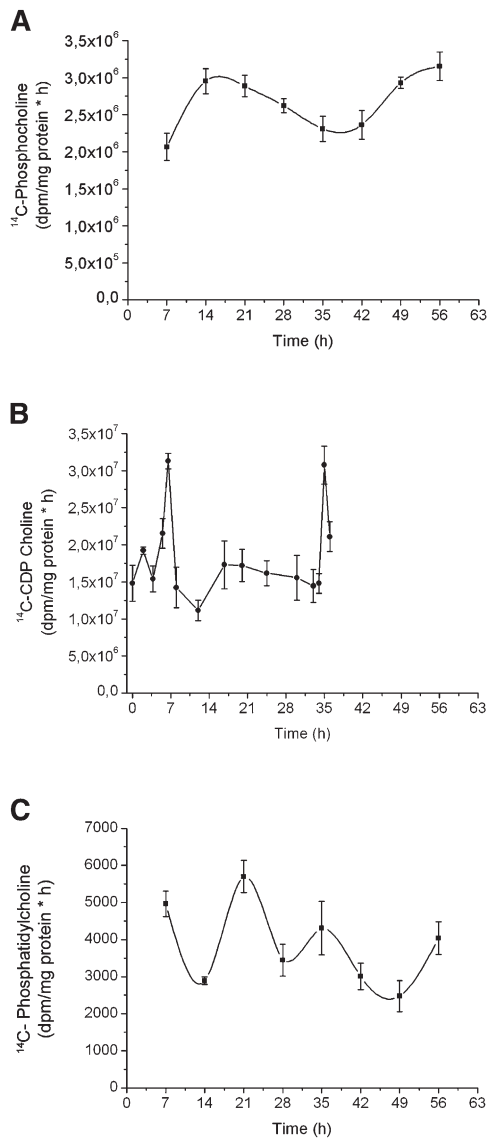 A
¹⁴C-Phosphocholine
(dpm/mg protein * h)
3,5x10⁶
3,0x10⁶
2,5x10⁶
2,0x10⁶
1,5x10⁶
1,0x10⁶
5,0x10⁵
0,0
0 7 14 21 28 35 42 49 56 63
Time (h)
B
¹⁴C-CDP Choline
(dpm/mg protein * h)
3,5x10⁷
3,0x10⁷
2,5x10⁷
2,0x10⁷
1,5x10⁷
1,0x10⁷
5,0x10⁶
0,0
0 7 14 21 28 35 42 49 56 63
Time (h)
C
¹⁴C- Phosphatidylcholine
(dpm/mg protein * h)
7000
6000
5000
4000
3000
2000
1000
0
0 7 14 21 28 35 42 49 56 63
Time (h)